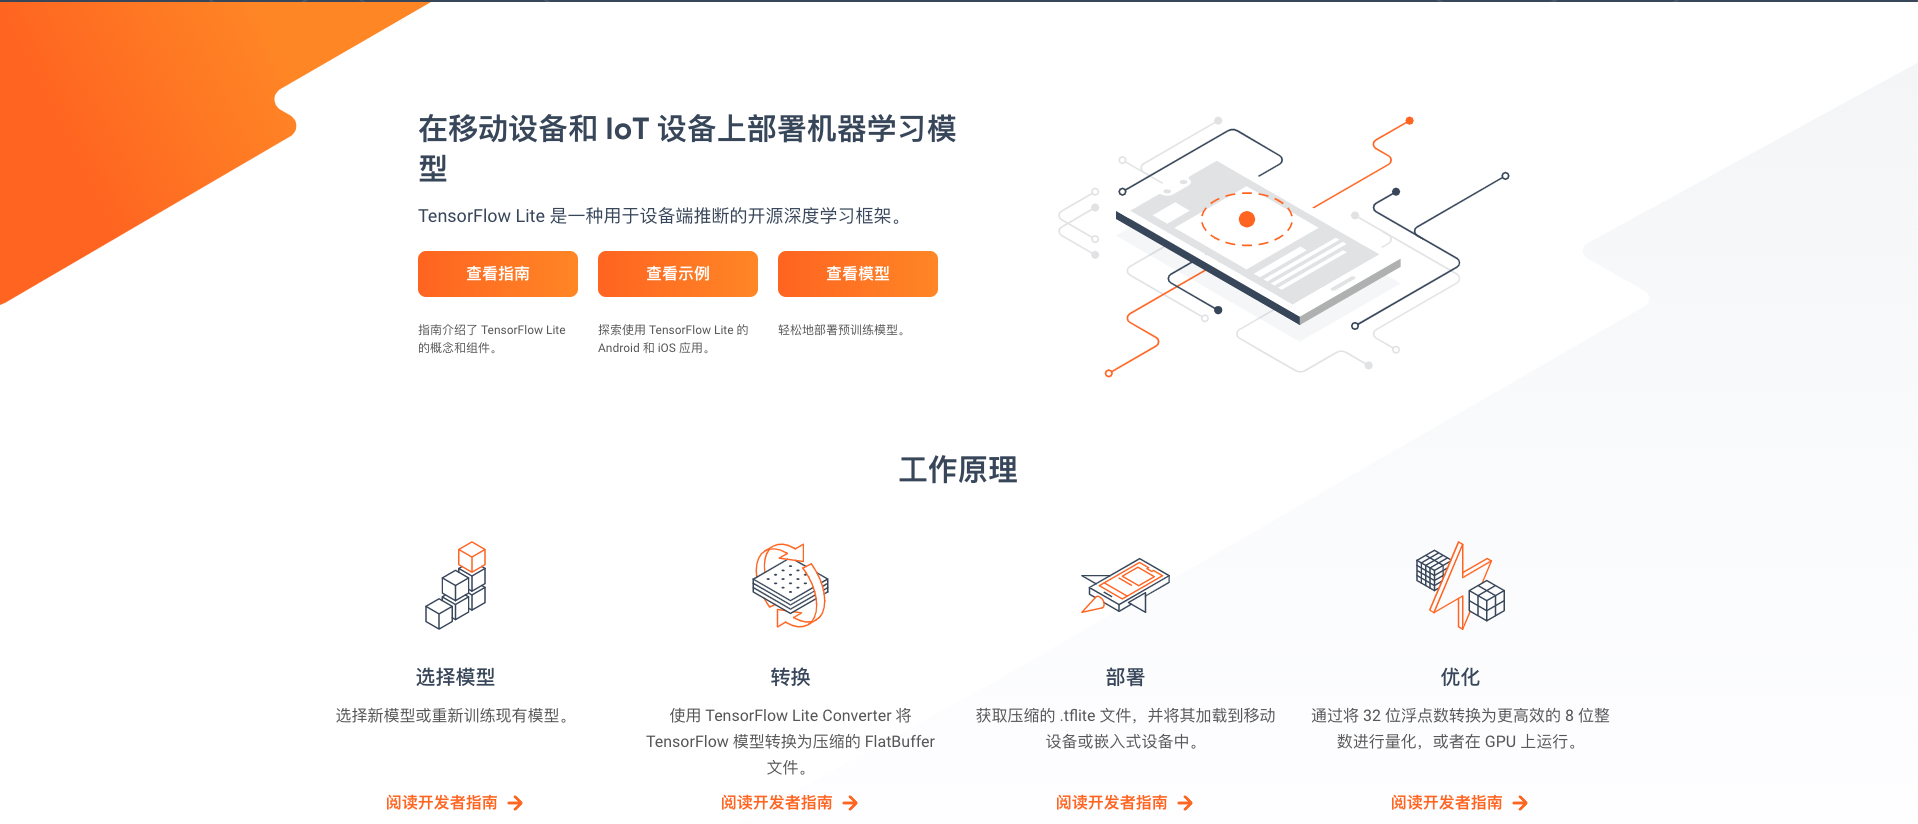 在移动设备和 IoT 设备上部署机器学习模
型
TensorFlow Lite 是一种用于设备端推断的开源深度学习框架。
查看指南
查看示例
查看模型
指南介绍了 TensorFlow Lite
的概念和组件。
探索使用 TensorFlow Lite 的
Android 和 iOS 应用。
轻松地部署预训练模型。
工作原理
选择模型
选择新模型或重新训练现有模型。
阅读开发者指南
转换
使用 TensorFlow Lite Converter 将
TensorFlow 模型转换为压缩的 FlatBuffer
文件。
阅读开发者指南
部署
获取压缩的 .tflite 文件，并将其加载到移动
设备或嵌入式设备中。
阅读开发者指南
优化
通过将 32 位浮点数转换为更高效的 8 位整
数进行量化，或者在 GPU 上运行。
阅读开发者指南